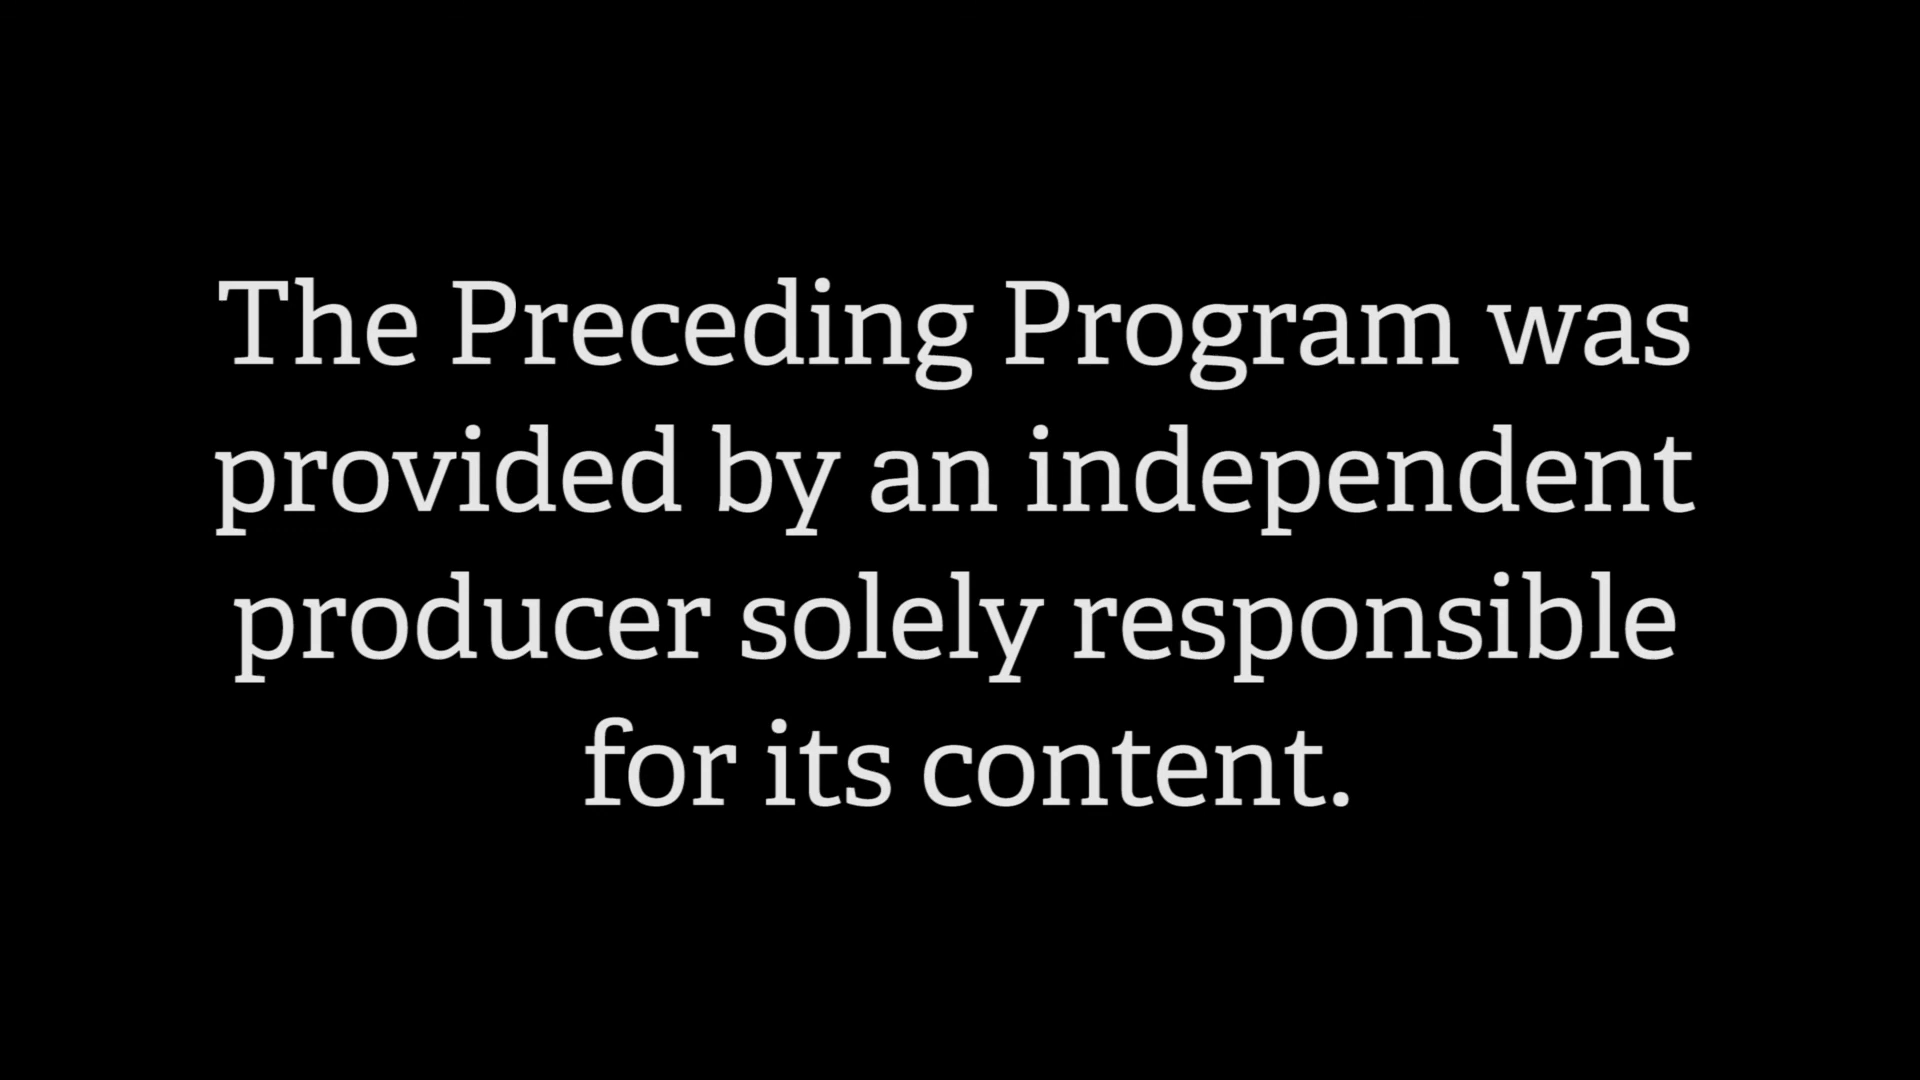 The Preceding Program was
provided by an independent
producer solely responsible
for its content.